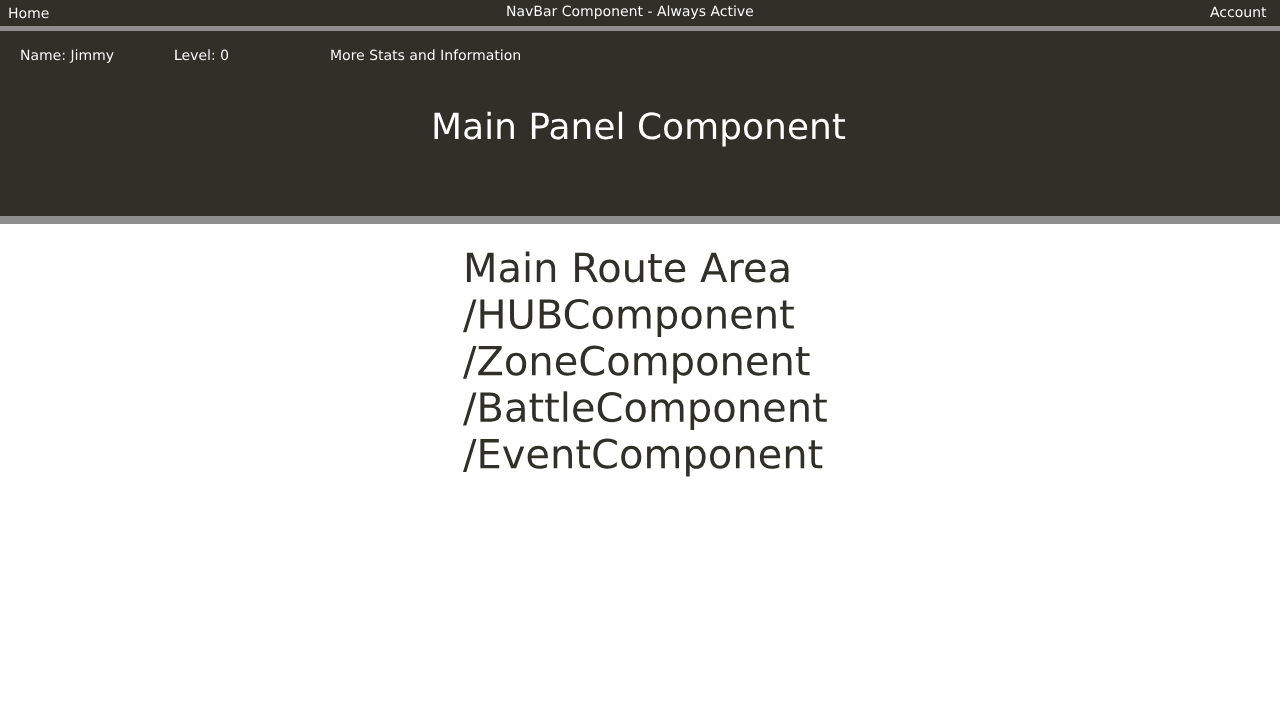 Home NavBar Component - Always Active Account
Name: Jimmy Level: 0 More Stats and Information
Main Panel Component
Main Route Area
/HUBComponent
/ZoneComponent
/BattleComponent
/EventComponent